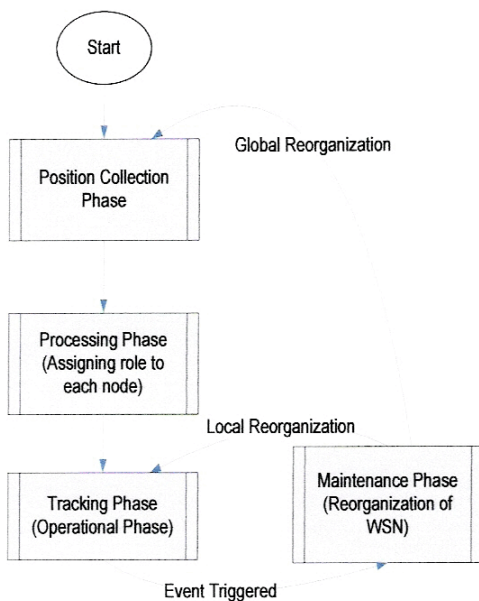 Start
Global Reorganization
Position Collection
Phase
Processing Phase
(Assigning role to
each node)
Local Reorganization
Tracking Phase
(Operational Phase)
Maintenance Phase
(Reorganization of
WSN)
Event Triggered